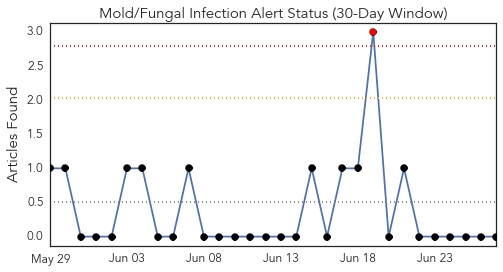 Mold/Fungal Infection Alert Status (30-Day Window)
Articles Found
3.0
2.5
2.0
1.5
1.0
0.5
0.0
May 29 Jun 03 Jun 08 Jun 13 Jun 18 Jun 23